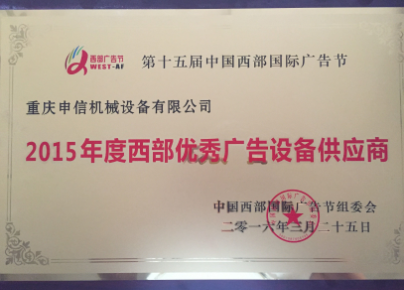 西部广告节
WEST-AF
第十五届中国西部国际广告节
重庆申信机械设备有限公司
2015年度西部优秀广告设备供应商
中国西部国际广告节组委会
二零一六年三月二十五日